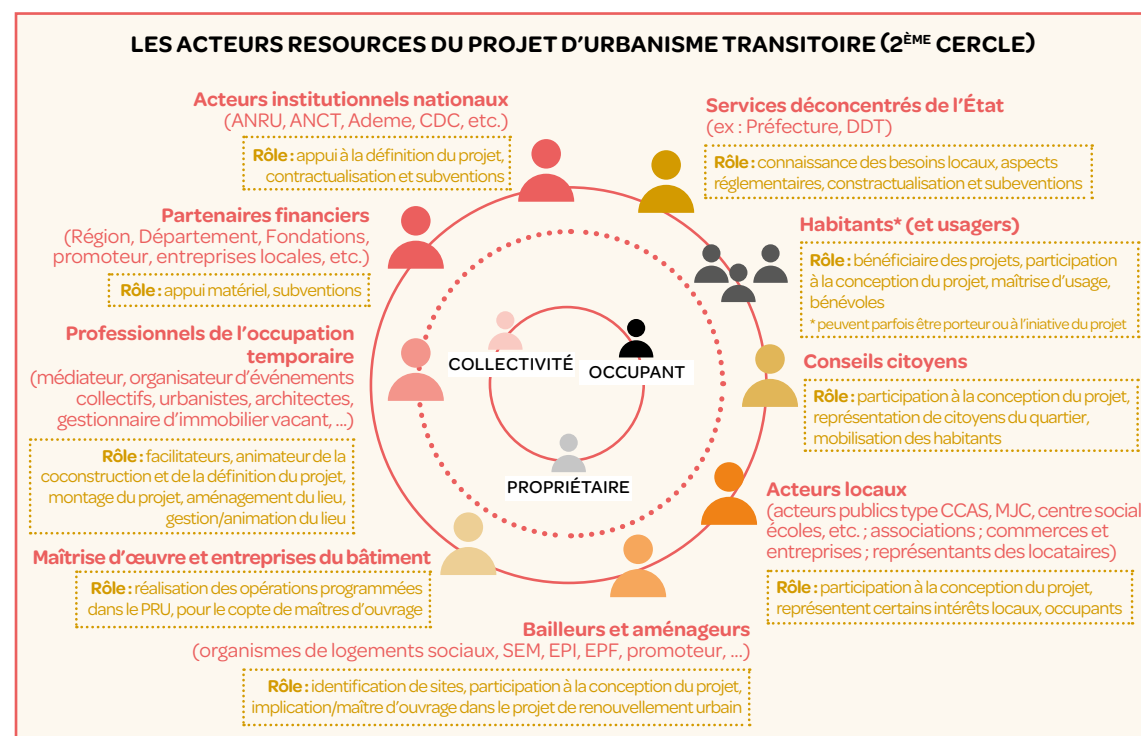 LES ACTEURS RESOURCES DU PROJET D'URBANISME TRANSITOIRE (2ÈME CERCLE)
Acteurs institutionnels nationaux
(ANRU, ANCT, Ademe, CDC, etc.)
Rôle : appui à la définition du projet,
contractualisation et subventions
Services déconcentrés de l'État
(ex : Préfecture, DDT)
Rôle : connaissance des besoins locaux, aspects
réglementaires, constractualisation et subeventions
Partenaires financiers
(Région, Département, Fondations,
promoteur, entreprises locales, etc.)
Rôle : appui matériel, subventions
Habitants* (et usagers)
Rôle : bénéficiaire des projets, participation
à la conception du projet, maîtrise d'usage,
bénévoles
* peuvent parfois être porteur ou à l'iniative du projet
Professionnels de l'occupation
temporaire
(médiateur, organisateur d'événements
collectifs, urbanistes, architectes,
gestionnaire d'immobilier vacant, ...)
Rôle : facilitateurs, animateur de la
coconstruction et de la définition du projet,
montage du projet, aménagement du lieu,
gestion/animation du lieu
COLLECTIVITÉ
OCCUPANT
PROPRIÉTAIRE
Conseils citoyens
Rôle : participation à la conception du projet,
représentation de citoyens du quartier,
mobilisation des habitants
Acteurs locaux
(acteurs publics type CCAS, MJC, centre social
écoles, etc. ; associations ; commerces et
entreprises ; représentants des locataires)
Rôle : participation à la conception du projet,
représentent certains intérêts locaux, occupants
Maîtrise d'œuvre et entreprises du bâtiment
Rôle : réalisation des opérations programmées
dans le PRU, pour le copte de maîtres d'ouvrage
Bailleurs et aménageurs
(organismes de logements sociaux, SEM, EPI, EPF, promoteur, ...)
Rôle : identification de sites, participation à la conception du projet,
implication/maître d'ouvrage dans le projet de renouvellement urbain